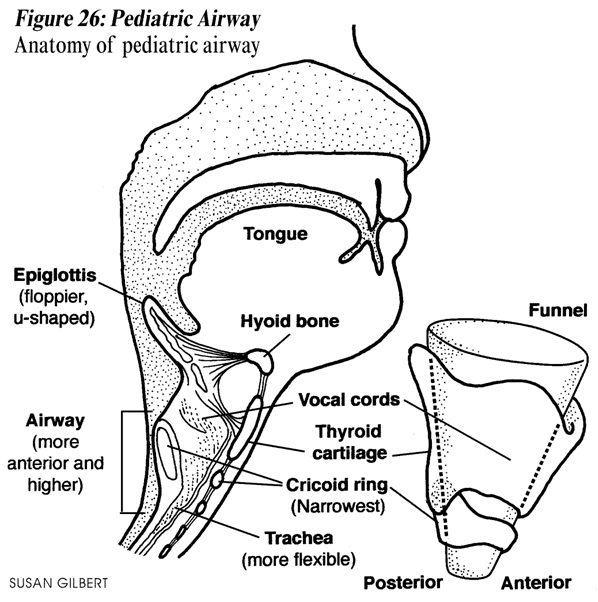 Figure 26: Pediatric Airway
Anatomy of pediatric airway
Tongue
Epiglottis
(floppier,
u-shaped)
Hyoid bone
Funnel
Airway
(more
anterior and
higher)
Vocal cords
Thyroid
cartilage
Cricoid ring
(Narrowest)
Trachea
(more flexible)
SUSAN GILBERT
Posterior
Anterior